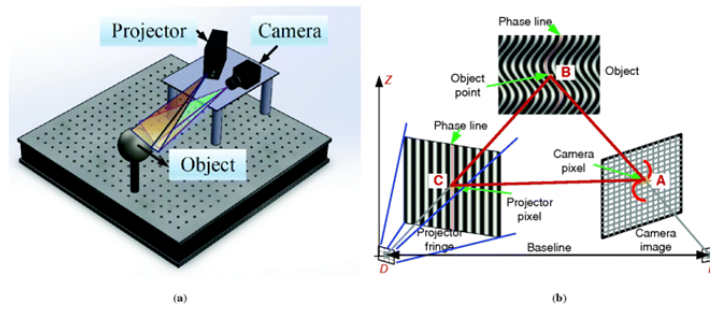 Projector
Camera
Object
(a)
Phase line
Z
B
Object
point
Object
Phase line
Camera
pixel
C
A
Projector
pixel
Projector
fringe
Baseline
Camera
image
D
(b)